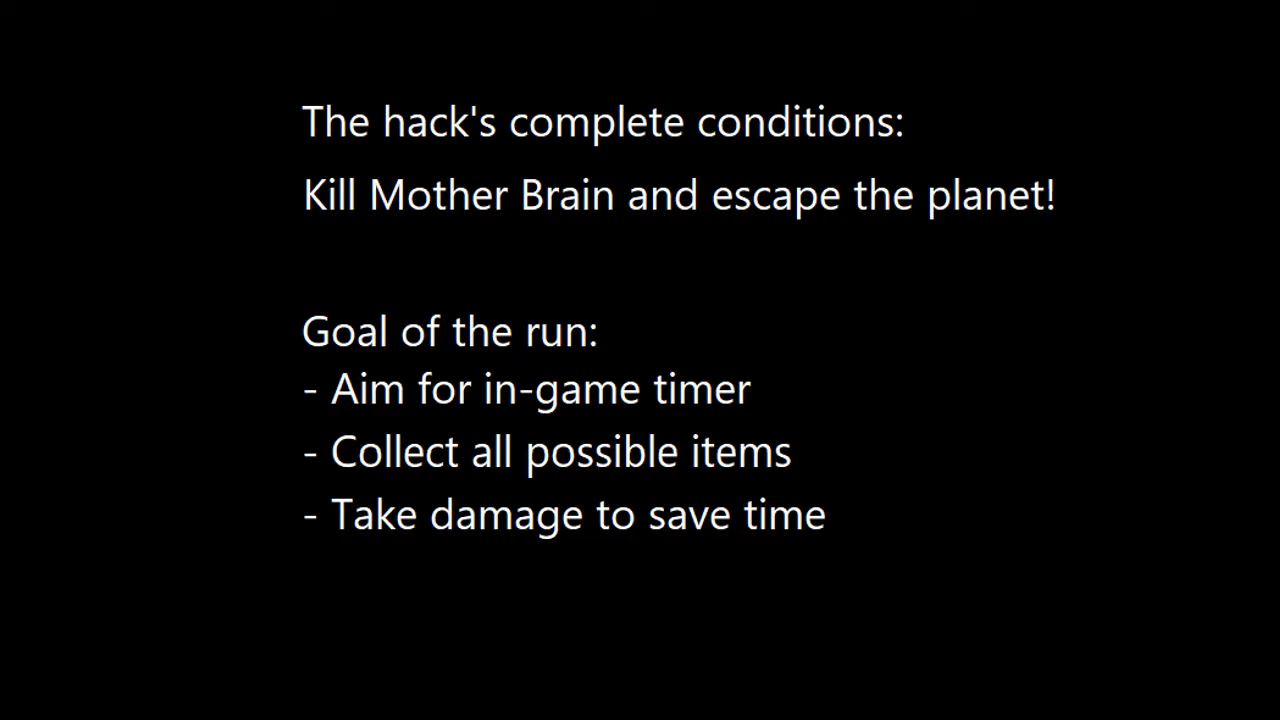 The hack's complete conditions:
Kill Mother Brain and escape the planet!
Goal of the run:
- Aim for in-game timer
- Collect all possible items
- Take damage to save time